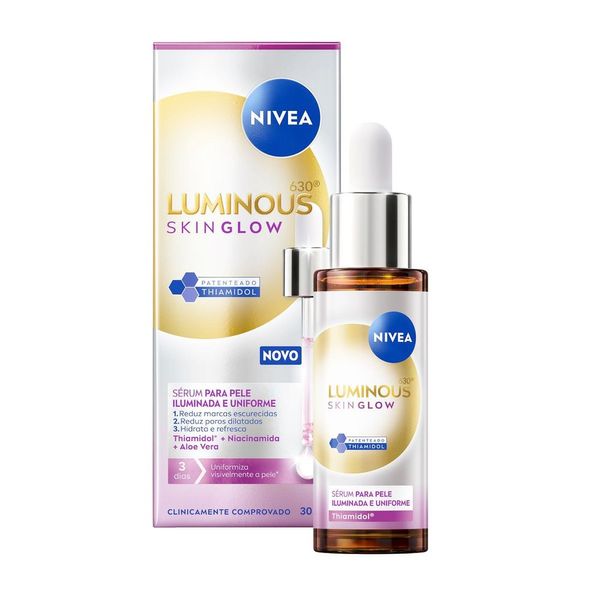 NIVEA
630®
LUMINOUS
SKIN GLOW
PATENTEADO
THIAMIDOL
NOVO
SÉRUM PARA PELE
ILUMINADA E UNIFORME
1.Reduz marcas escurecidas
2.Reduz poros dilatados
3.Hidrata e refresca
Thiamidol® + Niacinamida
+ Aloe Vera
3
dias
Uniformiza
visivelmente a pele*
CLINICAMENTE COMPROVADO 30
NIVEA
630®
LUMINOUS
SKIN GLOW
PATENTEADO
THIAMIDOL
SÉRUM PARA PELE
ILUMINADA E UNIFORME
Thiamidol®